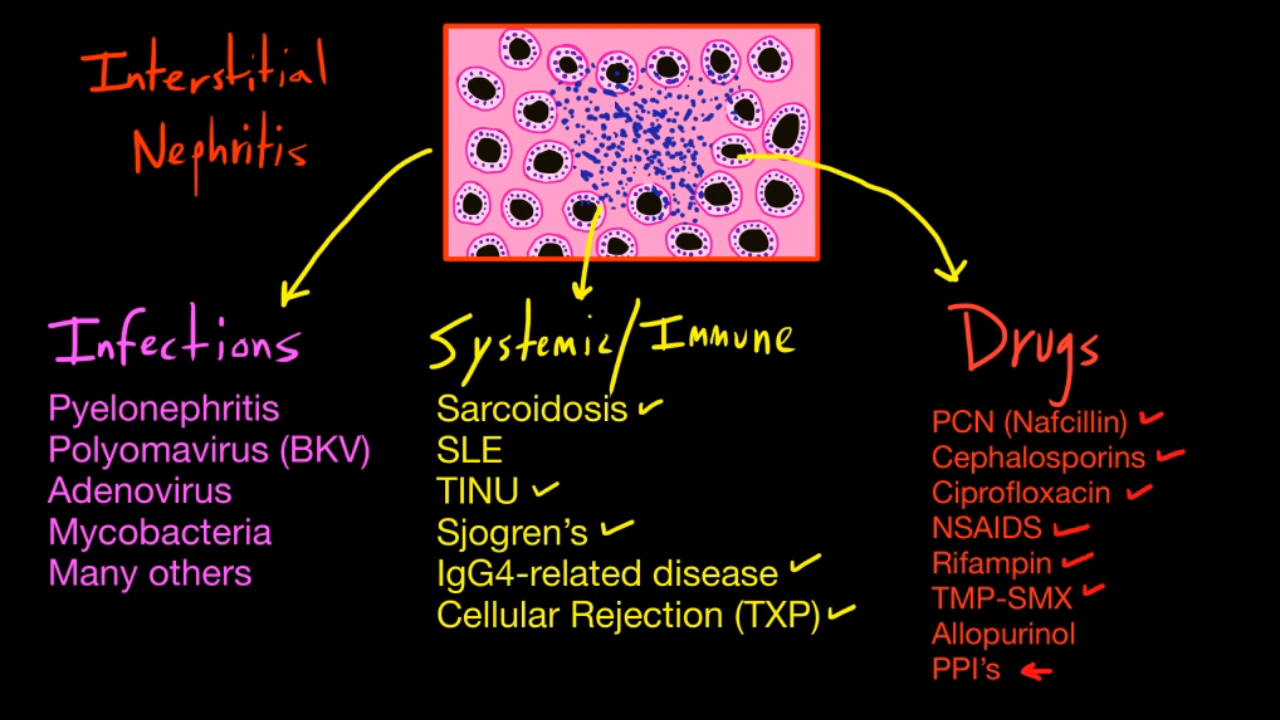 Interstitial
Nephritis
Infections
Pyelonephritis
Polyomavirus (BKV)
Adenovirus
Mycobacteria
Many others
Systemic/Immune
Sarcoidosis
SLE
TINU
Sjogren's
IgG4-related disease
Cellular Rejection (TXP)
Drugs
PCN (Nafcillin)
Cephalosporins
Ciprofloxacin
NSAIDS
Rifampin
TMP-SMX
Allopurinol
PPI's